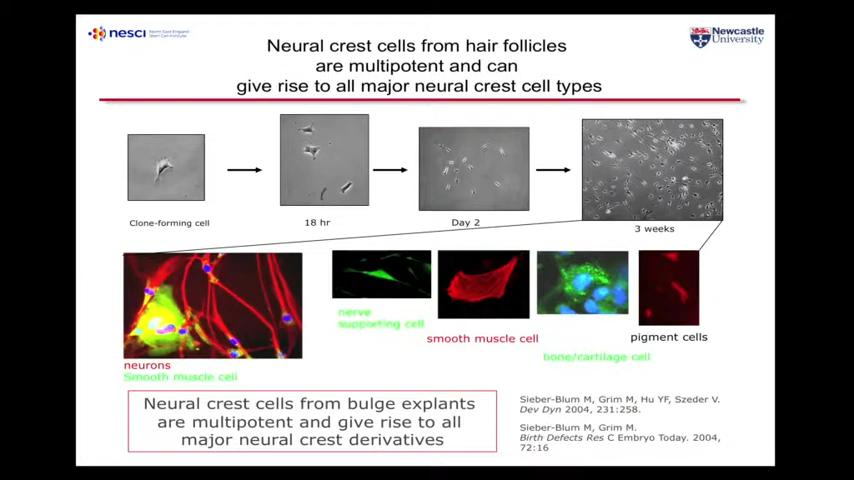 nesci
North East England
Stem Cell Institute
Newcastle
University
Neural crest cells from hair follicles
are multipotent and can
give rise to all major neural crest cell types
Clone-forming cell
18 hr
Day 2
3 weeks
nerve
supporting cell
smooth muscle cell
bone/cartilage cell
pigment cells
neurons
Smooth muscle cell
Neural crest cells from bulge explants
are multipotent and give rise to all
major neural crest derivatives
Sieber-Blum M, Grim M, Hu YF, Szeder V.
Dev Dyn 2004, 231:258.
Sieber-Blum M, Grim M.
Birth Defects Res C Embryo Today. 2004,
72:16